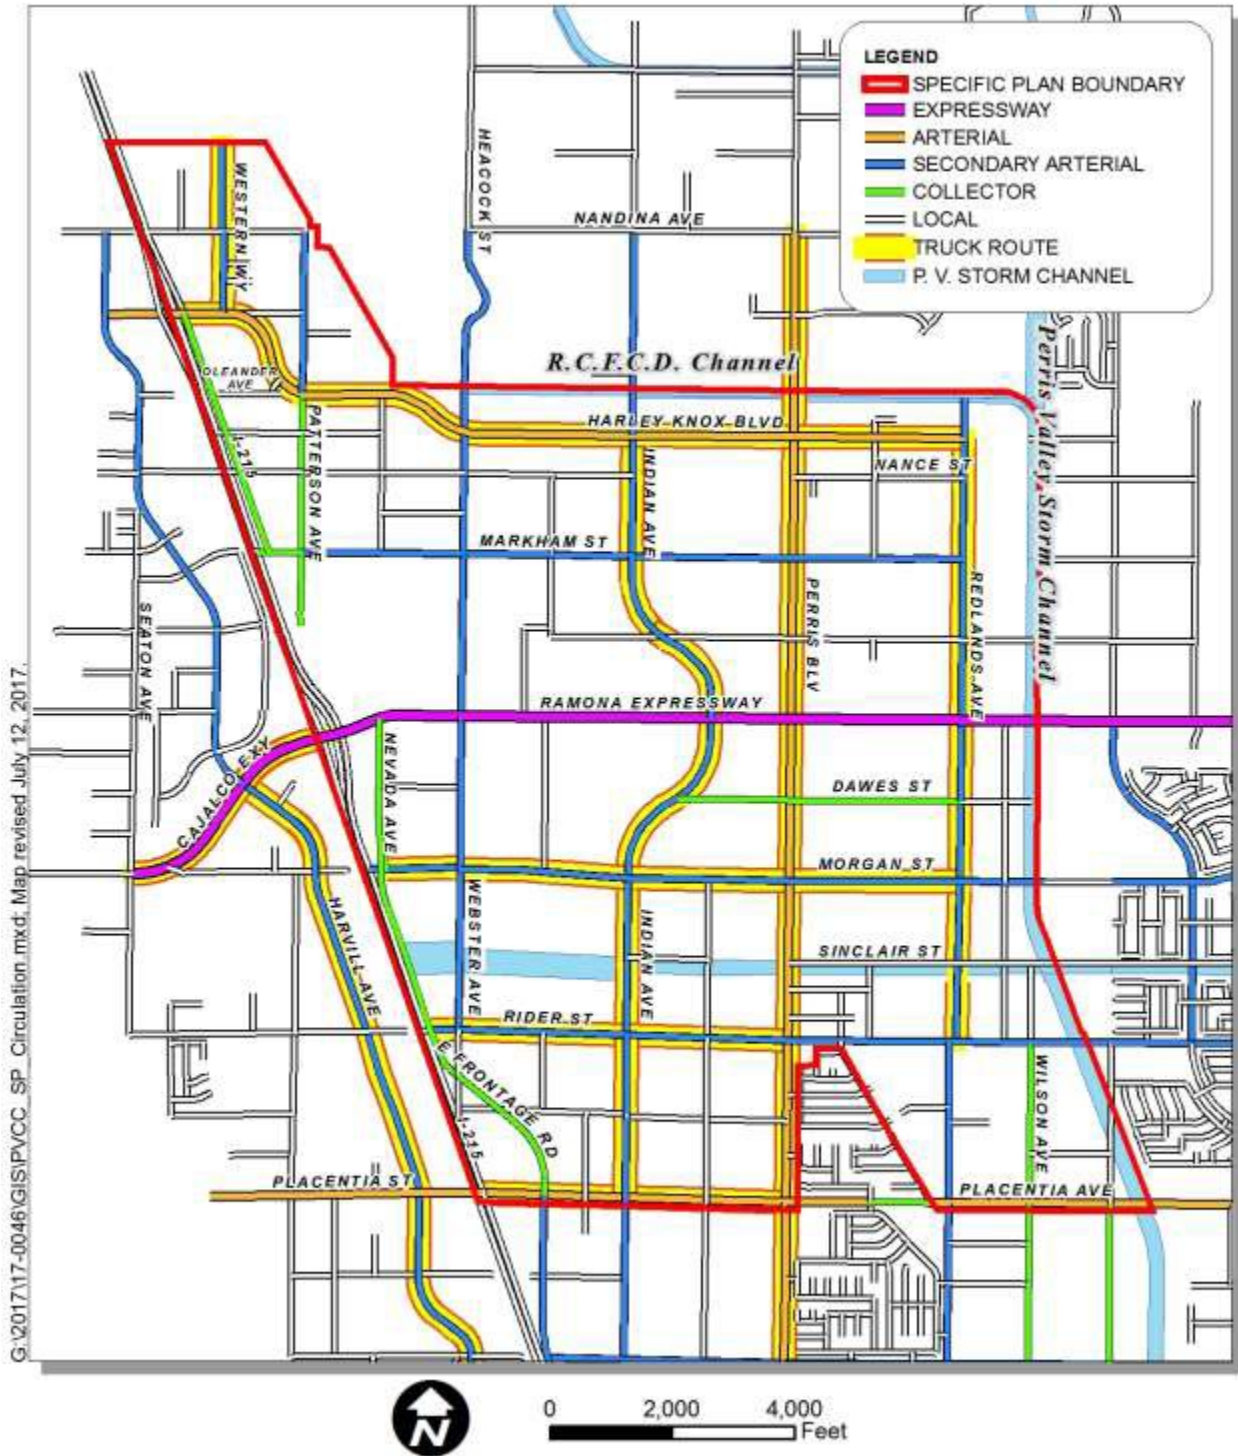 LEGEND
SPECIFIC PLAN BOUNDARY
EXPRESSWAY
ARTERIAL
SECONDARY ARTERIAL
COLLECTOR
LOCAL
TRUCK ROUTE
P. V. STORM CHANNEL
HEACOCK ST
WESTERN WY
NANDINA AVE
R.C.F.C.D. Channel
Perris Valley Storm Channel
OLEANDER
AVE
HARLEY KNOX BLVD
PATTERSON AVE
I-215
INDIAN AVE
NANCE ST
MARKHAM ST
PERRIS BLV
REDLANDS AVE
SEATON AVE
RAMONA EXPRESSWAY
CAJALCO EXY
NEVADA AVE
DAWES ST
MORGAN ST
HARVILL AVE
WEBSTER AVE
INDIAN AVE
SINCLAIR ST
RIDER ST
E FRONTAGE RD
WILSON AVE
I-215
PLACENTIA ST
PLACENTIA AVE
G:\2017\17-0046\GIS\PVCC_SP_Circulation.mxd; Map revised July 12, 2017.
N
0 2,000 4,000
Feet